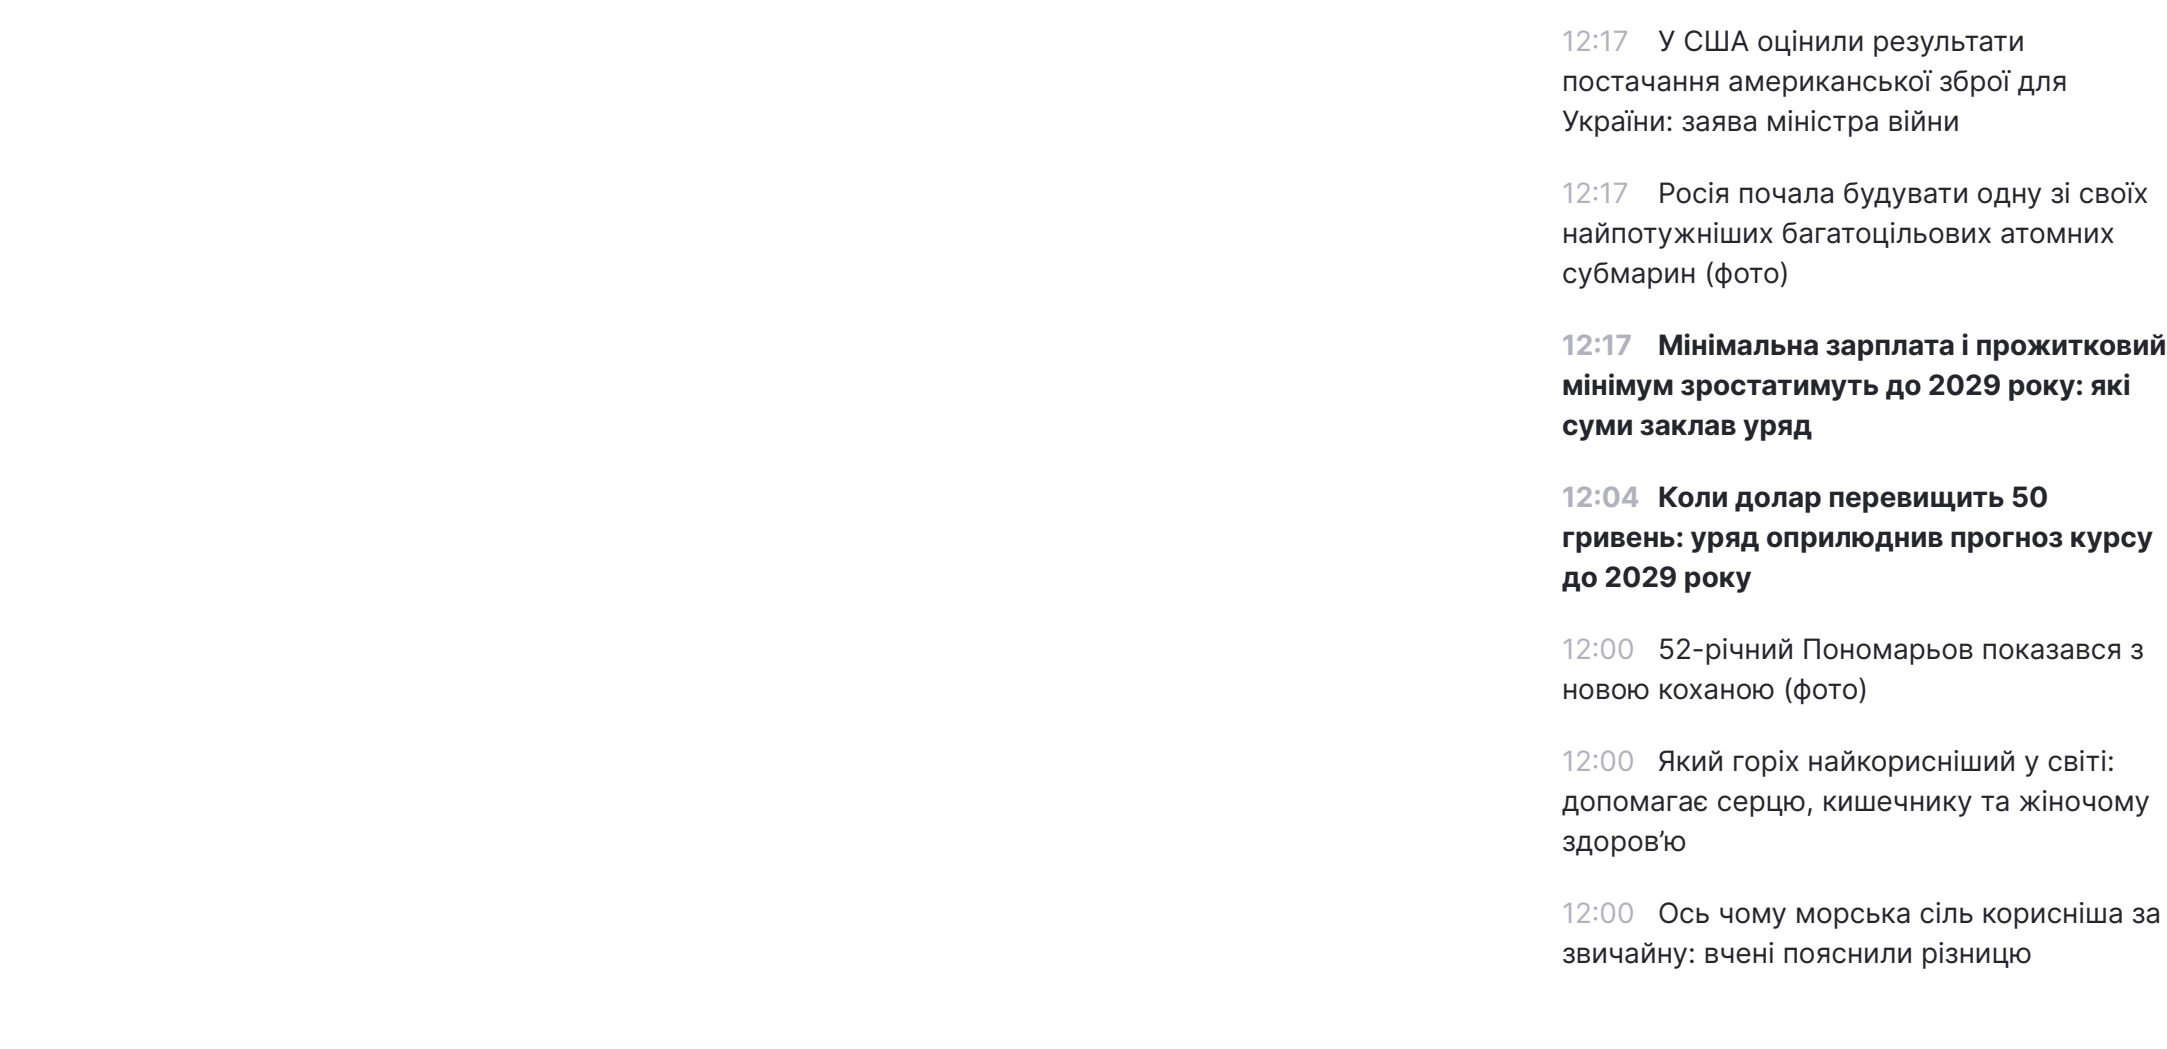 12:17 У США оцінили результати
постачання американської зброї для
України: заява міністра війни
12:17 Росія почала будувати одну зі своїх
найпотужніших багатоцільових атомних
субмарин (фото)
12:17 Мінімальна зарплата і прожитковий
мінімум зростатимуть до 2029 року: які
суми заклав уряд
12:04 Коли долар перевищить 50
гривень: уряд оприлюднив прогноз курсу
до 2029 року
12:00 52-річний Пономарьов показався з
новою коханою (фото)
12:00 Який горіх найкорисніший у світі:
допомагає серцю, кишечнику та жіночому
здоров’ю
12:00 Ось чому морська сіль корисніша за
звичайну: вчені пояснили різницю